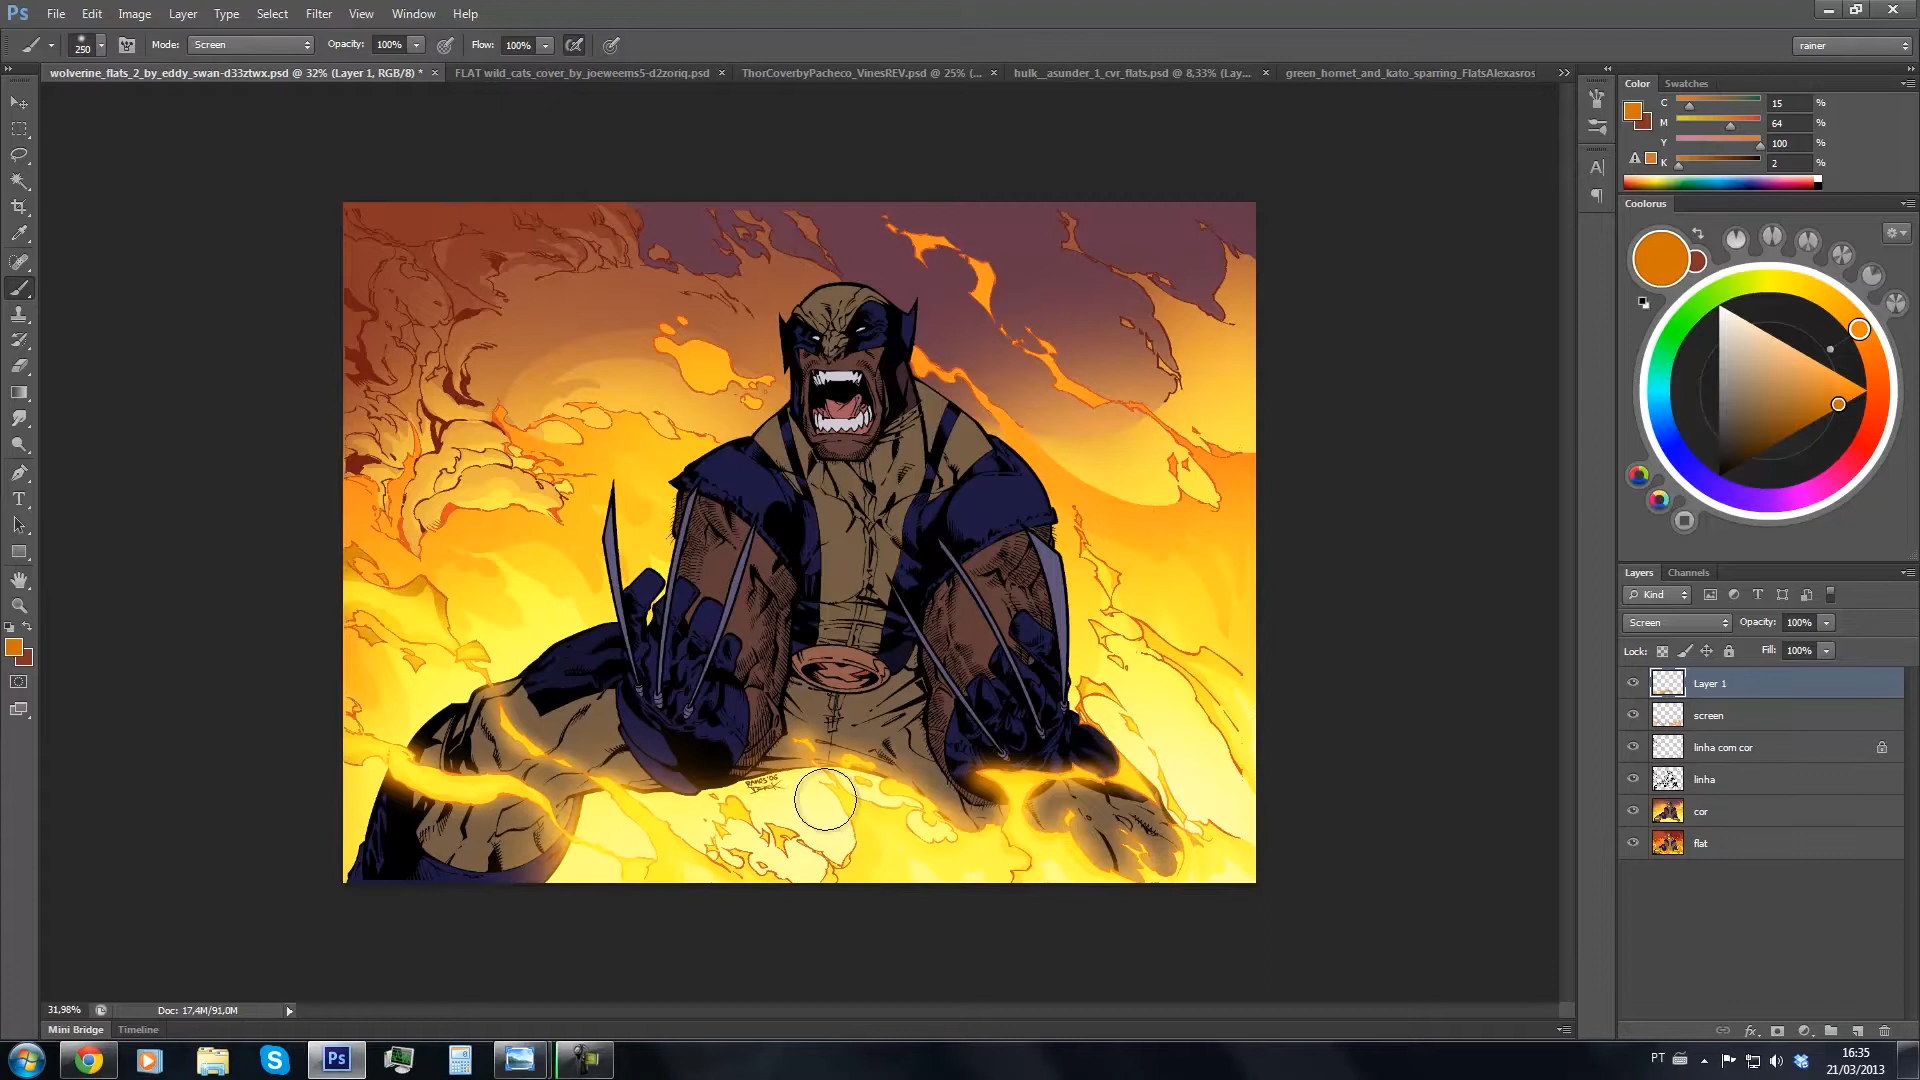 Ps File Edit Image Layer Type Select Filter View Window Help
250 Mode: Screen Opacity: 100% Flow: 100% rainer
wolverine_flats_2_by_eddy_swan-d33ztwx.psd @ 32% (Layer 1, RGB/8) * × FLAT wild_cats_cover_by_joeweems5-d2zoriq.psd × ThorCoverbyPacheco_VinesREV.psd @ 25% (... × hulk__asunder_1_cvr_flats.psd @ 8,33% (Lay... × green_hornet_and_kato_sparring_FlatsAlexasros
Color Swatches
C 15 %
M 64 %
Y 100 %
K 2 %
Coolorus
Layers Channels
Kind
Screen Opacity: 100%
Lock: Fill: 100%
Layer 1
screen
linha com cor
linha
cor
flat
RAMOS '06
31,98% Doc: 17,4M/91,0M
Mini Bridge Timeline
Ps PT 16:35
21/03/2013